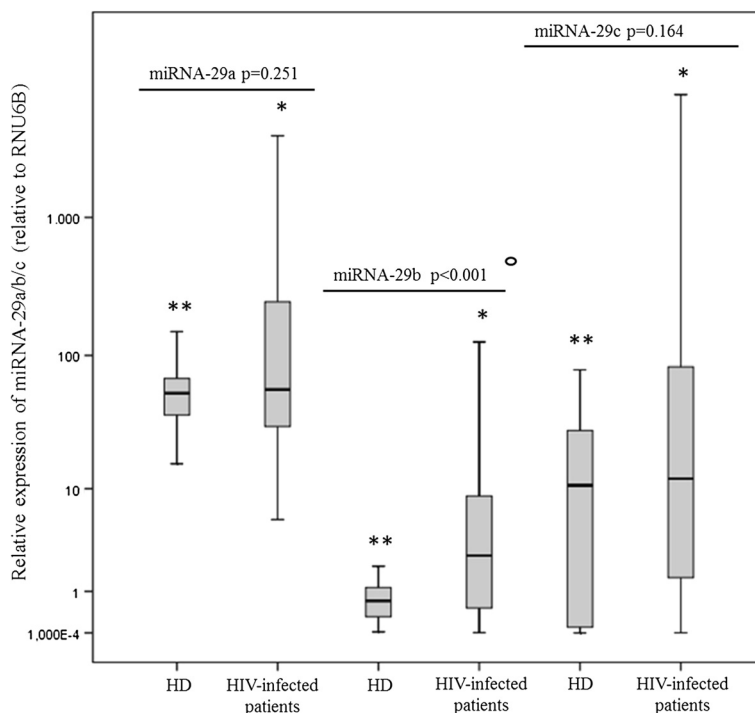 miRNA-29c p=0.164
miRNA-29a p=0.251
*
*
Relative expression of miRNA-29a/b/c (relative to RNU6B)
1.000
miRNA-29b p<0.001
**
*
**
100
10
**
1
1,000E-4
HD
HIV-infected
patients
HD
HIV-infected
patients
HD
HIV-infected
patients